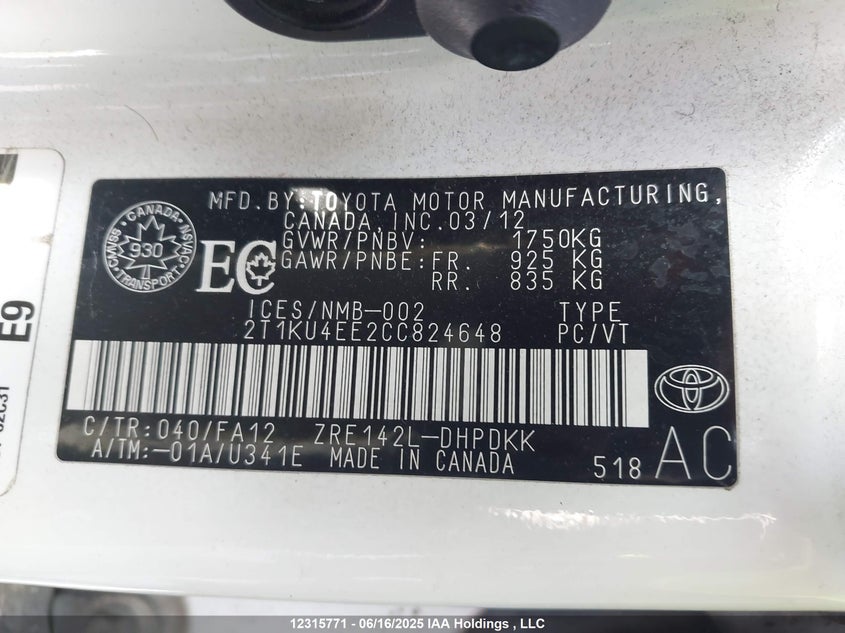 MFD.BY:TOYOTA MOTOR MANUFACTURING,
CANADA,INC.03/12
GVWR/PNBV: 1750KG
GAWR/PNBE:FR. 925 KG
RR. 835 KG
CANADA
CMVSS NSVAC
930
TRANSPORT
EC
ICES/NMB-002 TYPE
2T1KU4EE2CC824648 PC/VT
C/TR:040/FA12 ZRE142L-DHPDKK
A/TM:-01A/U341E MADE IN CANADA
518 AC
E9
12315771 - 06/16/2025 IAA Holdings , LLC